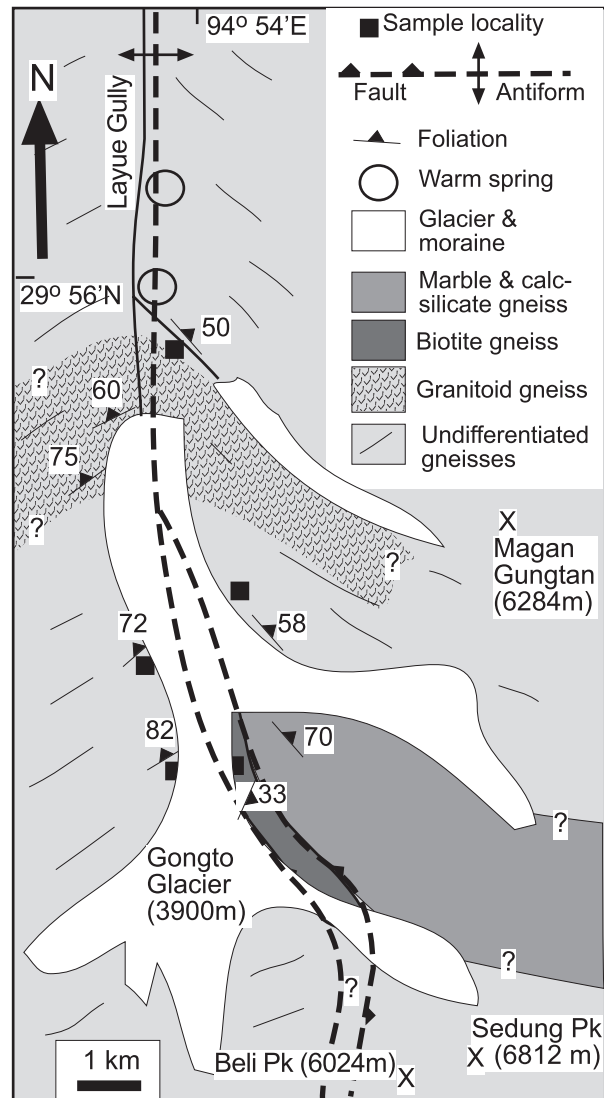 94° 54'E
Sample locality
Fault
Antiform
N
Layue Gully
Foliation
Warm spring
Glacier &
moraine
29° 56'N
Marble & calc-
silicate gneiss
50
Biotite gneiss
?
60
Granitoid gneiss
75
Undifferentiated
gneisses
?
?
X
Magan
Gungtan
(6284m)
72
58
82
70
33
?
Gongto
Glacier
(3900m)
?
?
1 km
Beli Pk (6024m)
X
Sedung Pk
X (6812 m)